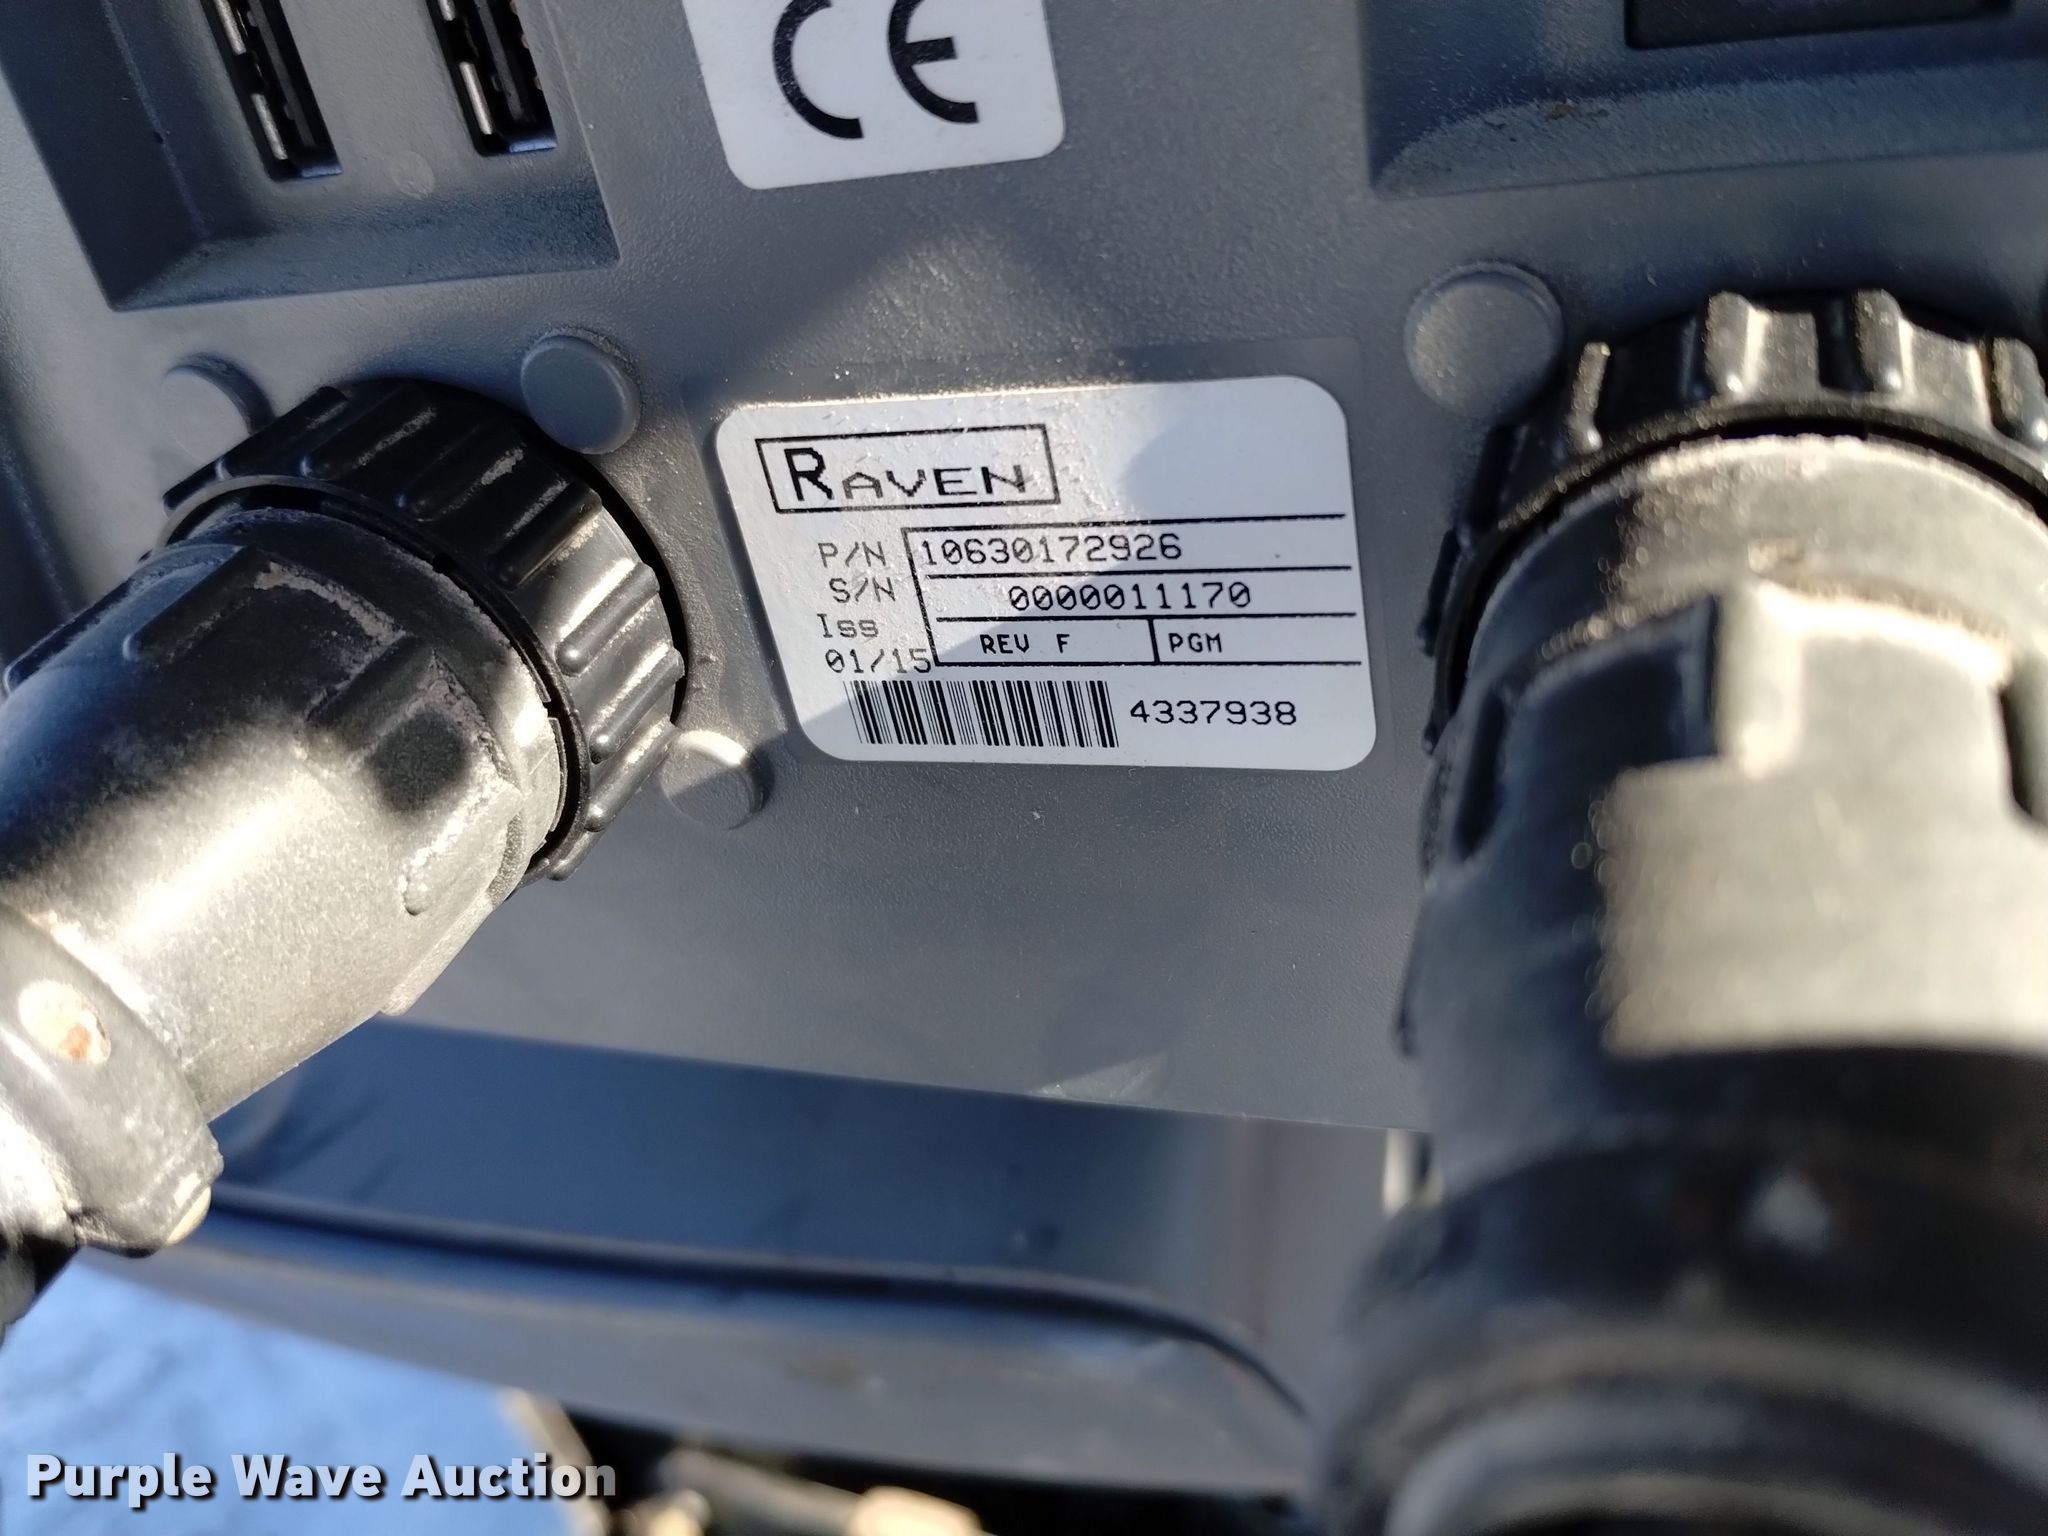 CE
RAVEN
P/N 10630172926
S/N 0000011170
Iss REV F PGM
01/15
4337938
Purple Wave Auction